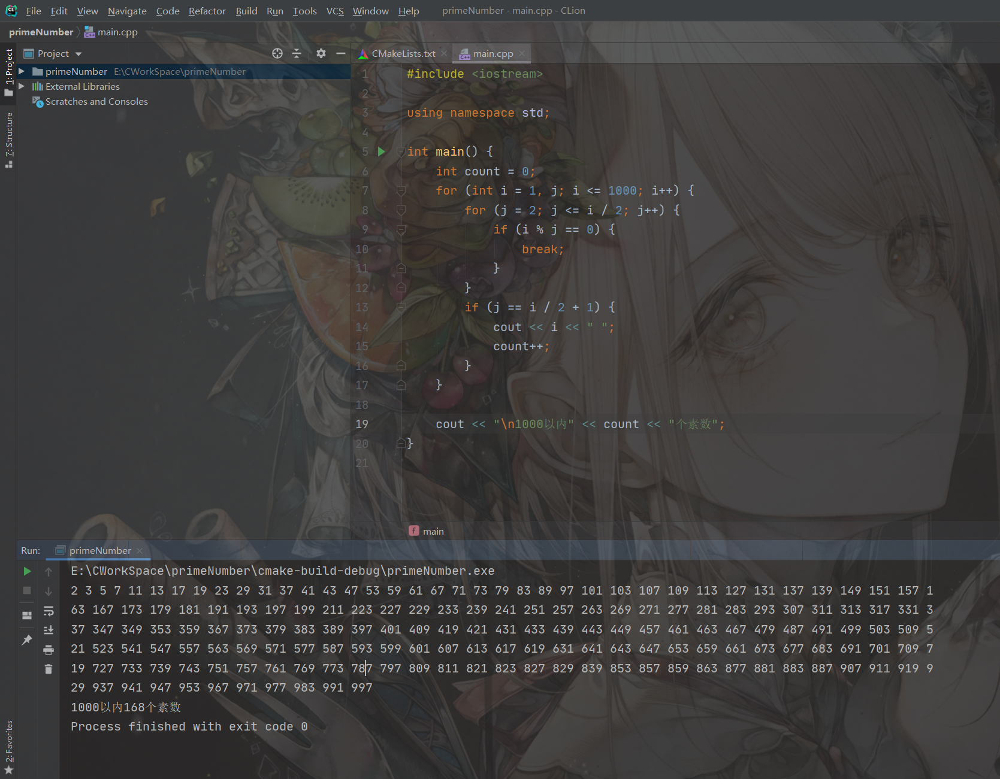 File Edit View Navigate Code Refactor Build Run Tools VCS Window Help primeNumber - main.cpp - CLion
primeNumber main.cpp
1: Project
7: Structure
2: Favorites
Project
primeNumber E:\CWorkSpace\primeNumber
External Libraries
Scratches and Consoles
CMakeLists.txt main.cpp
1 #include <iostream>
2
3 using namespace std;
4
5 int main() {
6 int count = 0;
7 for (int i = 1, j; i <= 1000; i++) {
8 for (j = 2; j <= i / 2; j++) {
9 if (i % j == 0) {
10 break;
11 }
12 }
13 if (j == i / 2 + 1) {
14 cout << i << " ";
15 count++;
16 }
17 }
18
19 cout << "\n1000以内" << count << "个素数";
20 }
21
f main
Run: primeNumber
E:\CWorkSpace\primeNumber\cmake-build-debug\primeNumber.exe
2 3 5 7 11 13 17 19 23 29 31 37 41 43 47 53 59 61 67 71 73 79 83 89 97 101 103 107 109 113 127 131 137 139 149 151 157 1
63 167 173 179 181 191 193 197 199 211 223 227 229 233 239 241 251 257 263 269 271 277 281 283 293 307 311 313 317 331 3
37 347 349 353 359 367 373 379 383 389 397 401 409 419 421 431 433 439 443 449 457 461 463 467 479 487 491 499 503 509 5
21 523 541 547 557 563 569 571 577 587 593 599 601 607 613 617 619 631 641 643 647 653 659 661 673 677 683 691 701 709 7
19 727 733 739 743 751 757 761 769 773 787 797 809 811 821 823 827 829 839 853 857 859 863 877 881 883 887 907 911 919 9
29 937 941 947 953 967 971 977 983 991 997
1000以内168个素数
Process finished with exit code 0